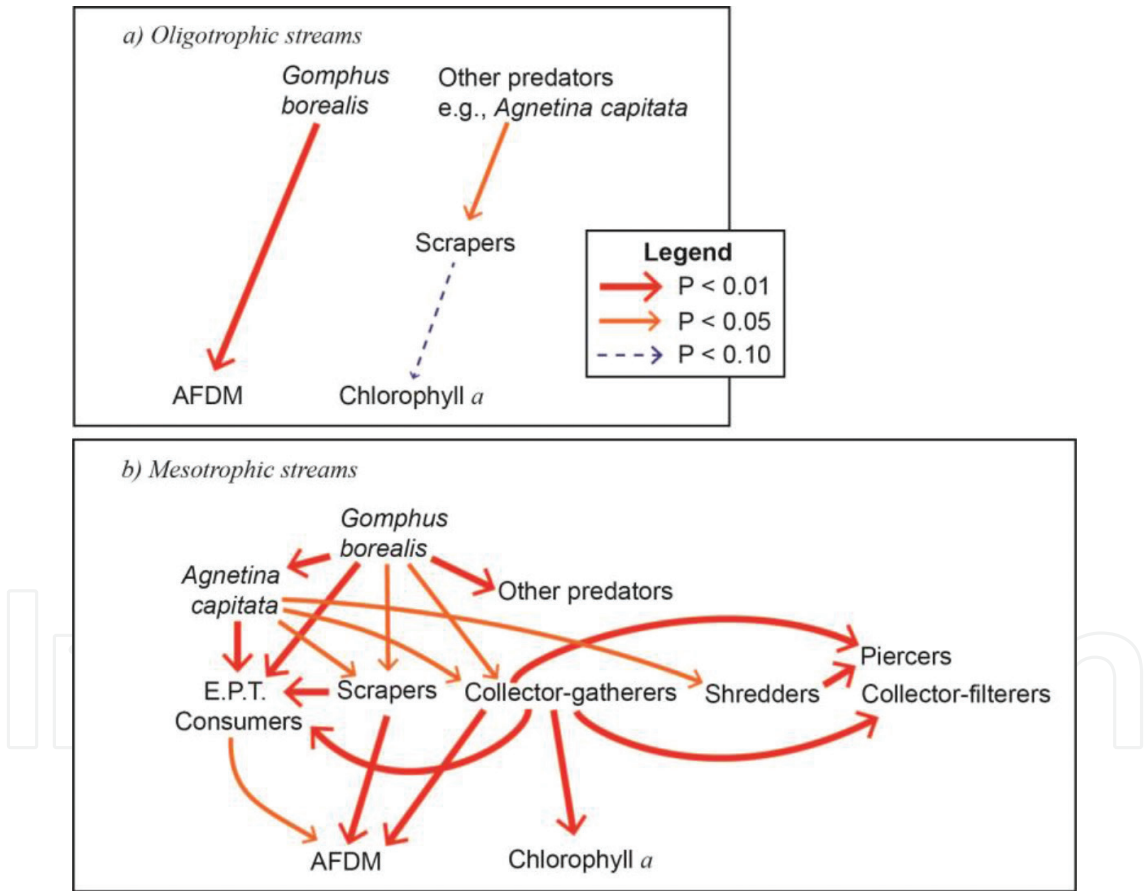 a) Oligotrophic streams
Gomphus
borealis
Other predators
e.g., Agnetina capitata
Scrapers
AFDM
Chlorophyll a
Legend
P < 0.01
P < 0.05
P < 0.10
b) Mesotrophic streams
Gomphus
borealis
Agnetina
capitata
Other predators
Piercers
E.P.T.
Consumers
Scrapers
Collector-gatherers
Shredders
Collector-filterers
AFDM
Chlorophyll a